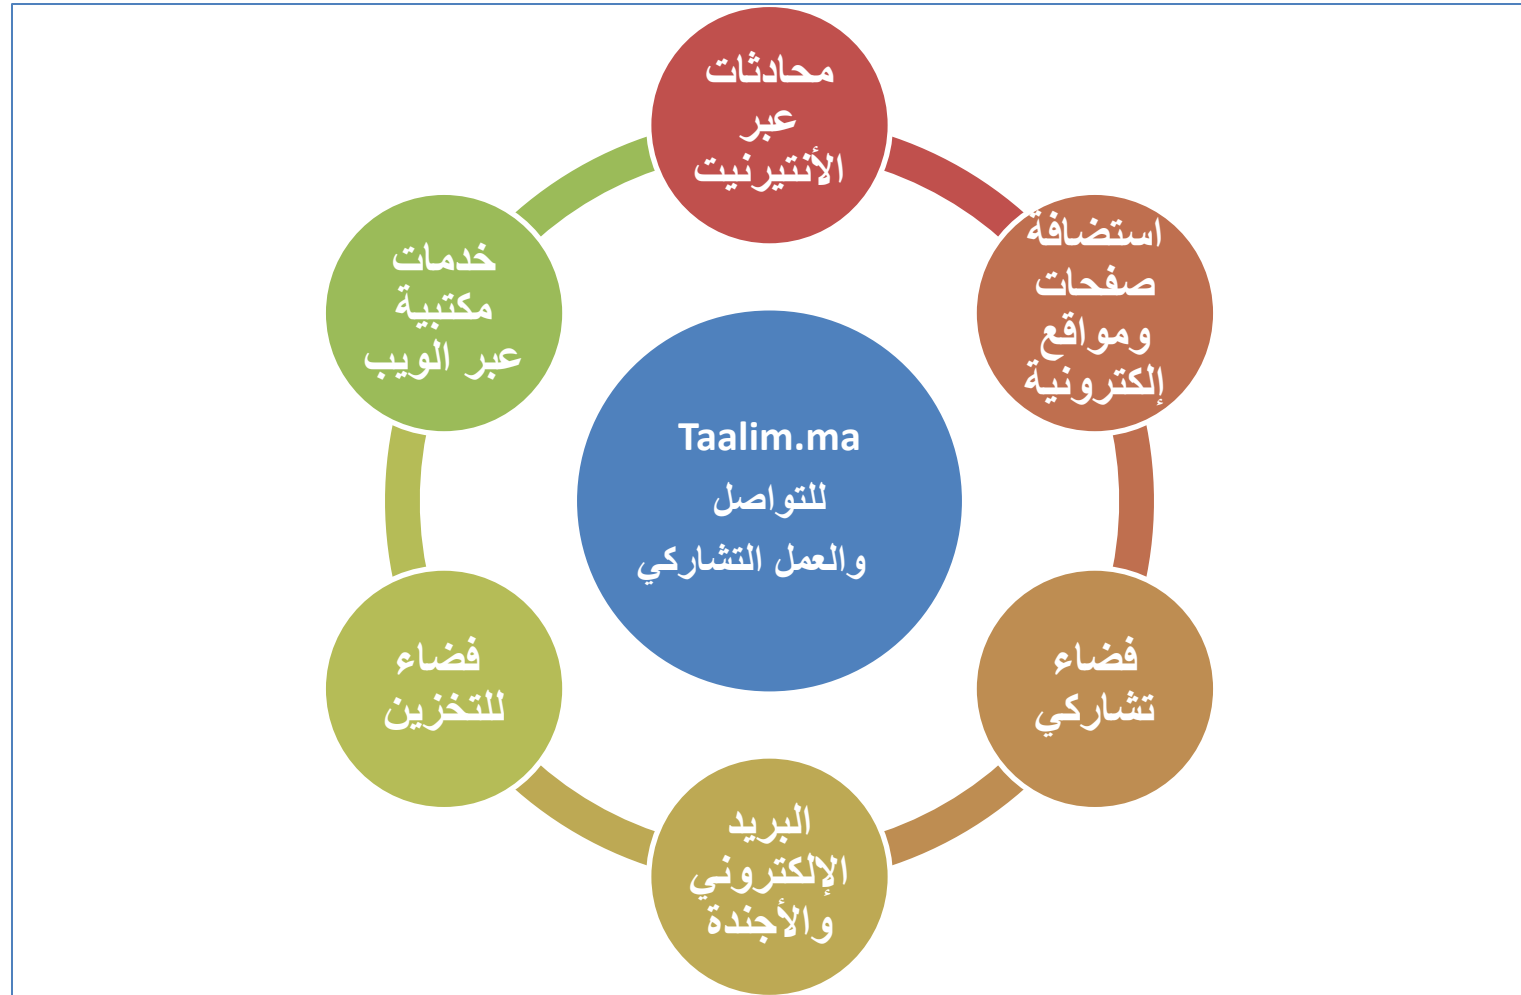 محادثات
عبر
الأنتيرنيت
استضافة
صفحات
ومواقع
إلكترونية
فضاء
تشاركي
البريد
الإلكتروني
والأجندة
فضاء
للتخزين
خدمات
مكتبية
عبر الويب
Taalim.ma
للتواصل
والعمل التشاركي